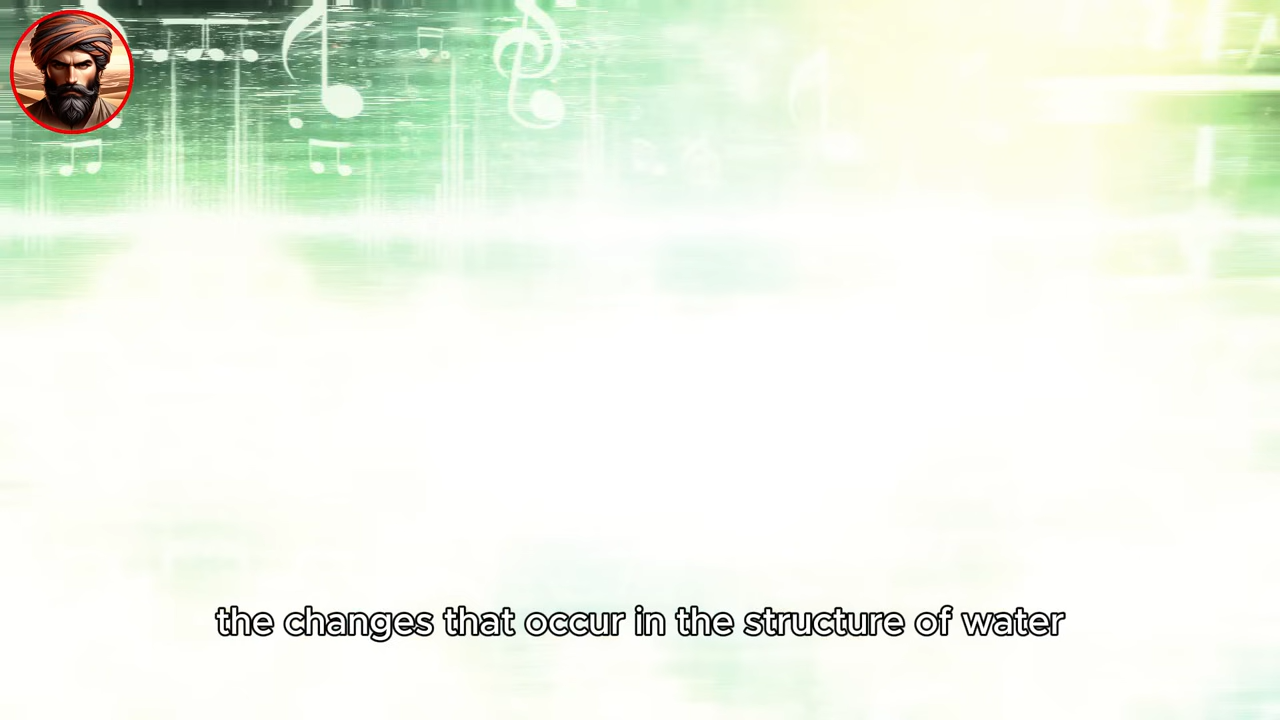 the changes that occur in the structure of water